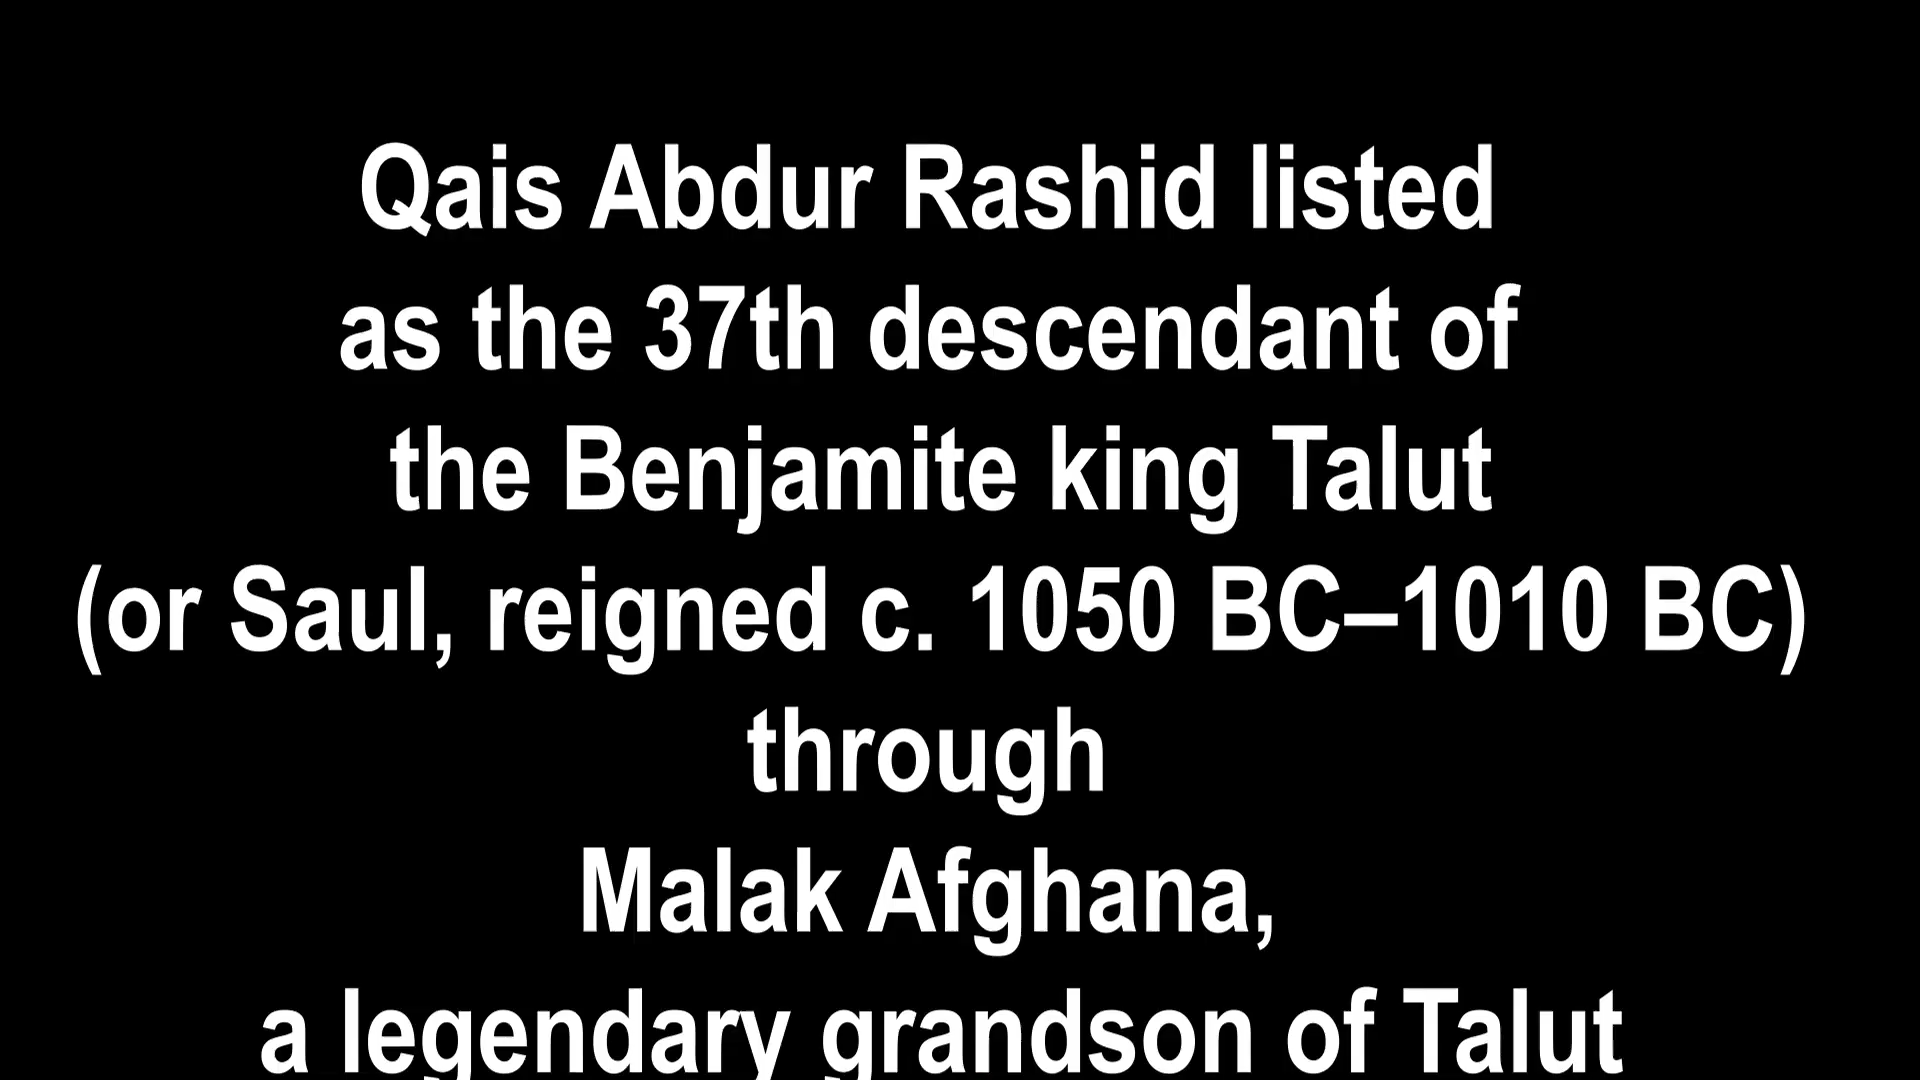 Qais Abdur Rashid listed
as the 37th descendant of
the Benjamite king Talut
(or Saul, reigned c. 1050 BC–1010 BC)
through
Malak Afghana,
a legendary grandson of Talut